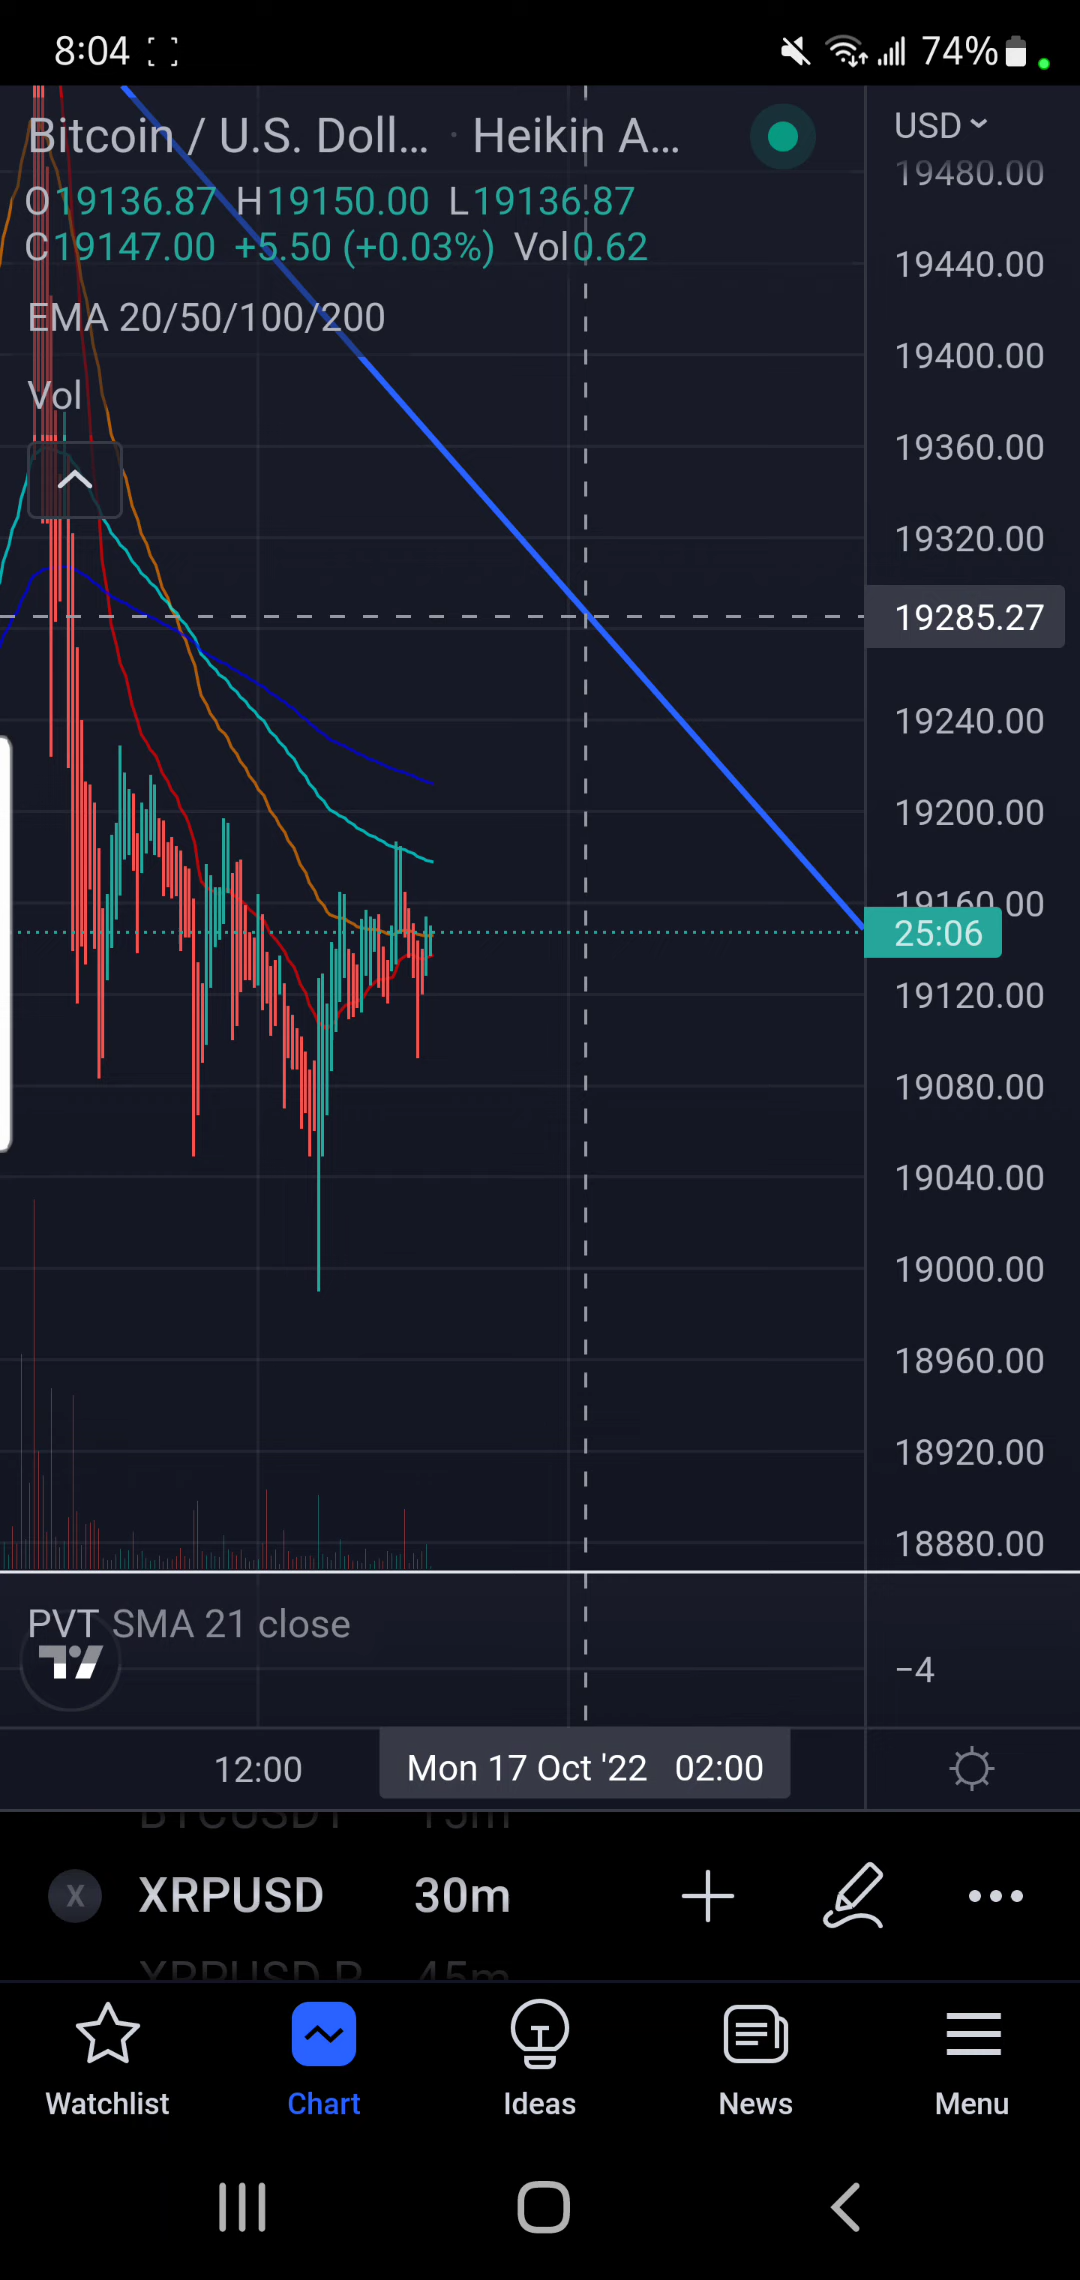 8:04 74%
Bitcoin / U.S. Doll... · Heikin A... USD
O19136.87 H19150.00 L19136.87
C19147.00 +5.50 (+0.03%) Vol0.62
EMA 20/50/100/200
Vol
19480.00
19440.00
19400.00
19360.00
19320.00
19285.27
19240.00
19200.00
19160.00
25:06
19120.00
19080.00
19040.00
19000.00
18960.00
18920.00
18880.00
PVT SMA 21 close
−4
12:00 Mon 17 Oct '22 02:00
BTCUSDT 15m
X XRPUSD 30m
XRPUSD.P 45m
Watchlist Chart Ideas News Menu